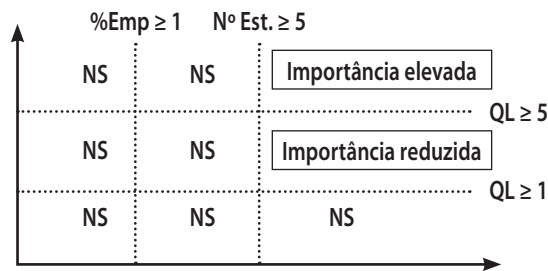 %Emp ≥ 1 Nº Est. ≥ 5
NS NS Importância elevada
QL ≥ 5
NS NS Importância reduzida
QL ≥ 1
NS NS NS